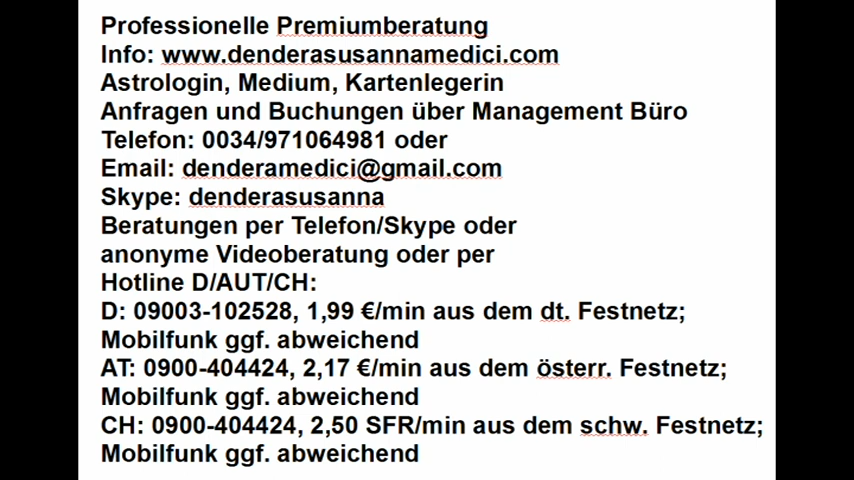 Professionelle Premiumberatung
Info: www.denderasusannamedici.com
Astrologin, Medium, Kartenlegerin
Anfragen und Buchungen über Management Büro
Telefon: 0034/971064981 oder
Email: denderamedici@gmail.com
Skype: denderasusanna
Beratungen per Telefon/Skype oder
anonyme Videoberatung oder per
Hotline D/AUT/CH:
D: 09003-102528, 1,99 €/min aus dem dt. Festnetz;
Mobilfunk ggf. abweichend
AT: 0900-404424, 2,17 €/min aus dem österr. Festnetz;
Mobilfunk ggf. abweichend
CH: 0900-404424, 2,50 SFR/min aus dem schw. Festnetz;
Mobilfunk ggf. abweichend